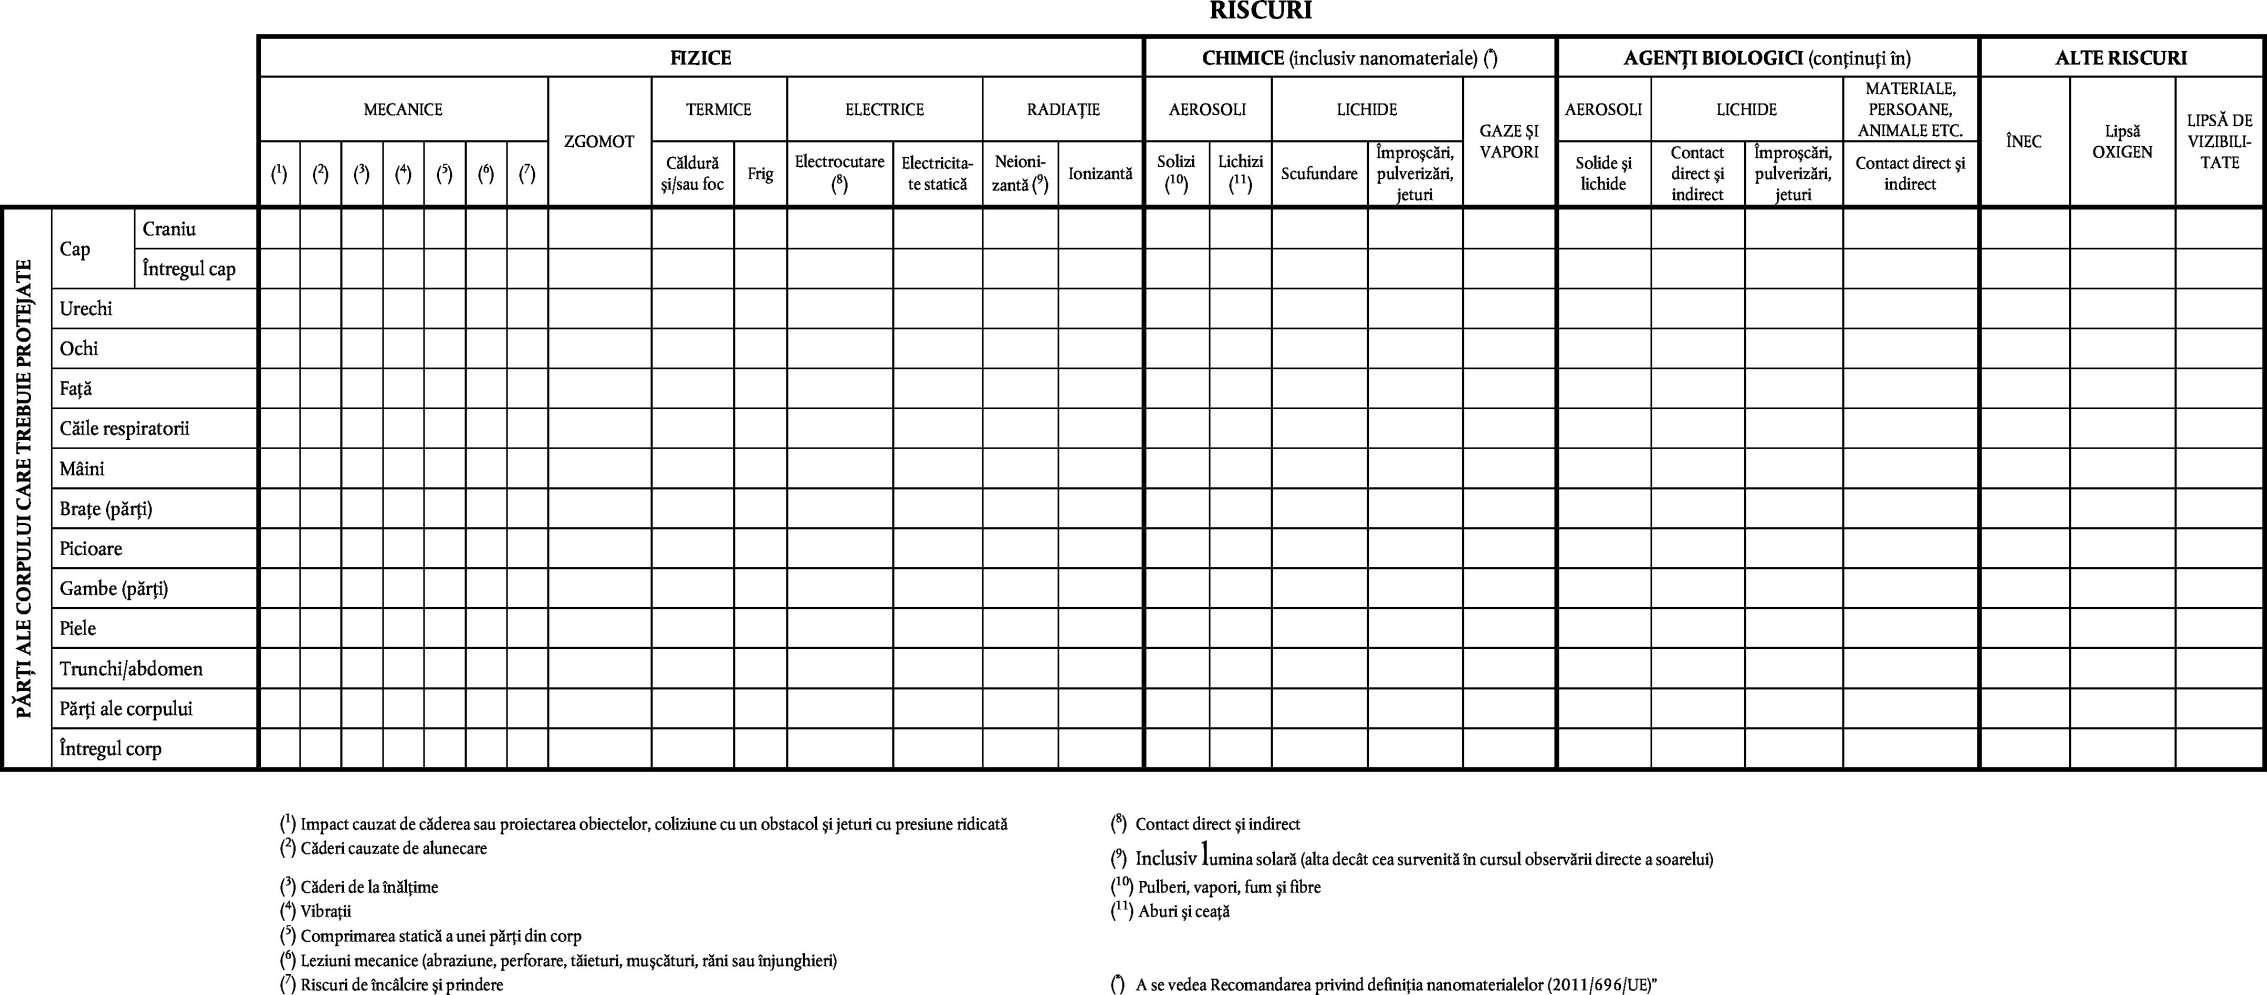 RISCURI
FIZICE
CHIMICE (inclusiv nanomateriale) (*)
AGENȚI BIOLOGICI (conținuți în)
ALTE RISCURI
MECANICE
ZGOMOT
TERMICE
ELECTRICE
RADIAȚIE
AEROSOLI
LICHIDE
GAZE ȘI
VAPORI
AEROSOLI
LICHIDE
MATERIALE,
PERSOANE,
ANIMALE ETC.
ÎNEC
Lipsă
OXIGEN
LIPSĂ DE
VIZIBILI-
TATE
(1)
(2)
(3)
(4)
(5)
(6)
(7)
Căldură
și/sau foc
Frig
Electrocutare
(8)
Electricita-
te statică
Neioni-
zantă (9)
Ionizantă
Solizi
(10)
Lichizi
(11)
Scufundare
Împroșcări,
pulverizări,
jeturi
Solide și
lichide
Contact
direct și
indirect
Împroșcări,
pulverizări,
jeturi
Contact direct și
indirect
PĂRȚI ALE CORPULUI CARE TREBUIE PROTEJATE
Cap
Craniu
Întregul cap
Urechi
Ochi
Față
Căile respiratorii
Mâini
Brațe (părți)
Picioare
Gambe (părți)
Piele
Trunchi/abdomen
Părți ale corpului
Întregul corp
(1) Impact cauzat de căderea sau proiectarea obiectelor, coliziune cu un obstacol și jeturi cu presiune ridicată
(2) Căderi cauzate de alunecare
(3) Căderi de la înălțime
(4) Vibrații
(5) Comprimarea statică a unei părți din corp
(6) Leziuni mecanice (abraziune, perforare, tăieturi, mușcături, răni sau înjunghieri)
(7) Riscuri de încâlcire și prindere
(8) Contact direct și indirect
(9) Inclusiv lumina solară (alta decât cea survenită în cursul observării directe a soarelui)
(10) Pulberi, vapori, fum și fibre
(11) Aburi și ceață
(*) A se vedea Recomandarea privind definiția nanomaterialelor (2011/696/UE)”